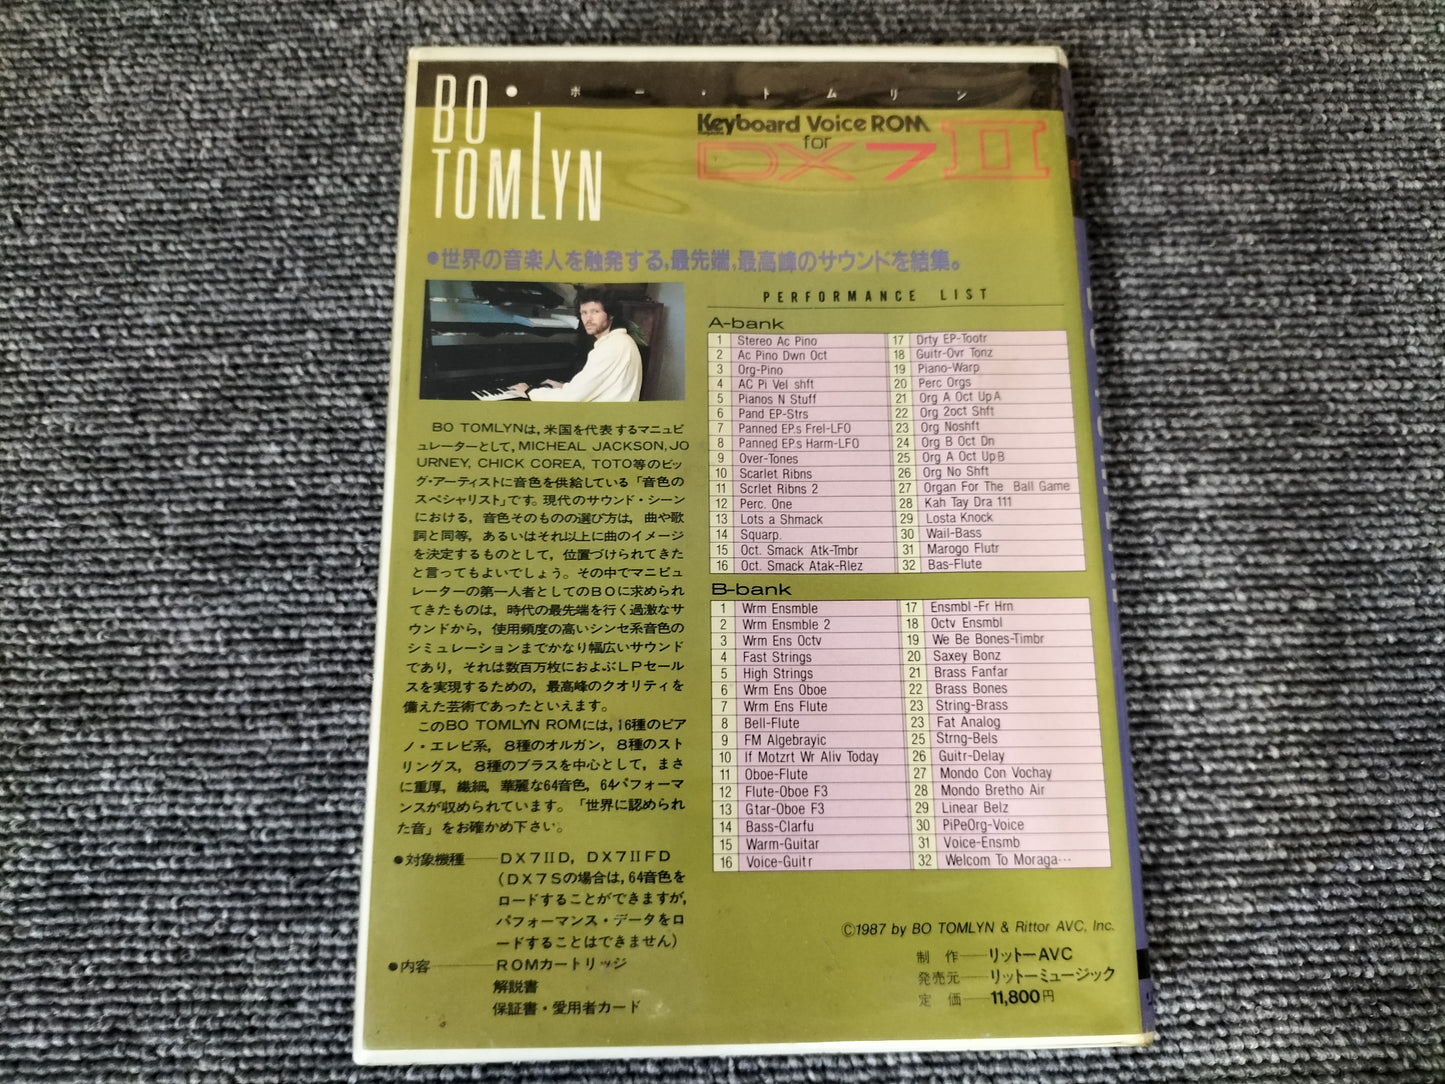 BO
TOMLYN
●ボー・トムリン
Keyboard Voice ROM
for
DX7II
●世界の音楽人を触発する,最先端,最高峰のサウンドを結集。
BO TOMLYNは,米国を代表するマニュピ
ュレーターとして,MICHEAL JACKSON,JO
URNEY, CHICK COREA, TOTO等のビッ
グ・アーティストに音色を供給している「音色の
スペシャリスト」です。現代のサウンド・シーン
における,音色そのものの選び方は,曲や歌
詞と同等,あるいはそれ以上に曲のイメージ
を決定するものとして,位置づけられてきた
と言ってもよいでしょう。その中でマニピュ
レーターの第一人者としてのBOに求められ
てきたものは,時代の最先端を行く過激なサ
ウンドから,使用頻度の高いシンセ系音色の
シミュレーションまでかなり幅広いサウンド
であり,それは数百万枚におよぶLPセール
スを実現するための,最高峰のクオリティを
備えた芸術であったといえます。
このBO TOMLYN ROMには,16種のピア
ノ・エレピ系,8種のオルガン,8種のスト
リングス,8種のブラスを中心として,まさ
に重厚,繊細,華麗な64音色,64パフォーマ
ンスが収められています。「世界に認められ
た音」をお確かめ下さい。
●対象機種——DX7IID, DX7IIFD
(DX7Sの場合は,64音色を
ロードすることができますが,
パフォーマンス・データをロ
ードすることはできません)
●内容——ROMカートリッジ
解説書
保証書・愛用者カード
PERFORMANCE LIST
A-bank
1 Stereo Ac Pino
2 Ac Pino Dwn Oct
3 Org-Pino
4 AC Pi Vel shft
5 Pianos N Stuff
6 Pand EP-Strs
7 Panned EP.s Frel-LFO
8 Panned EP.s Harm-LFO
9 Over-Tones
10 Scarlet Ribns
11 Scrlet Ribns 2
12 Perc. One
13 Lots a Shmack
14 Squarp.
15 Oct. Smack Atk-Tmbr
16 Oct. Smack Atak-Rlez
17 Drty EP-Tootr
18 Guitr-Ovr Tonz
19 Piano-Warp
20 Perc Orgs
21 Org A Oct UpA
22 Org 2oct Shft
23 Org Noshft
24 Org B Oct Dn
25 Org A Oct UpB
26 Org No Shft
27 Organ For The Ball Game
28 Kah Tay Dra 111
29 Losta Knock
30 Wail-Bass
31 Marogo Flutr
32 Bas-Flute
B-bank
1 Wrm Ensmble
2 Wrm Ensmble 2
3 Wrm Ens Octv
4 Fast Strings
5 High Strings
6 Wrm Ens Oboe
7 Wrm Ens Flute
8 Bell-Flute
9 FM Algebrayic
10 If Motzrt Wr Aliv Today
11 Oboe-Flute
12 Flute-Oboe F3
13 Gtar-Oboe F3
14 Bass-Clarfu
15 Warm-Guitar
16 Voice-Guitr
17 Ensmbl-Fr Hrn
18 Octv Ensmbl
19 We Be Bones-Timbr
20 Saxey Bonz
21 Brass Fanfar
22 Brass Bones
23 String-Brass
23 Fat Analog
25 Strng-Bels
26 Guitr-Delay
27 Mondo Con Vochay
28 Mondo Bretho Air
29 Linear Belz
30 PiPeOrg-Voice
31 Voice-Ensmb
32 Welcom To Moraga…
©1987 by BO TOMLYN & Rittor AVC, Inc.
制 作——リットーAVC
発売元——リットーミュージック
定 価——11,800円